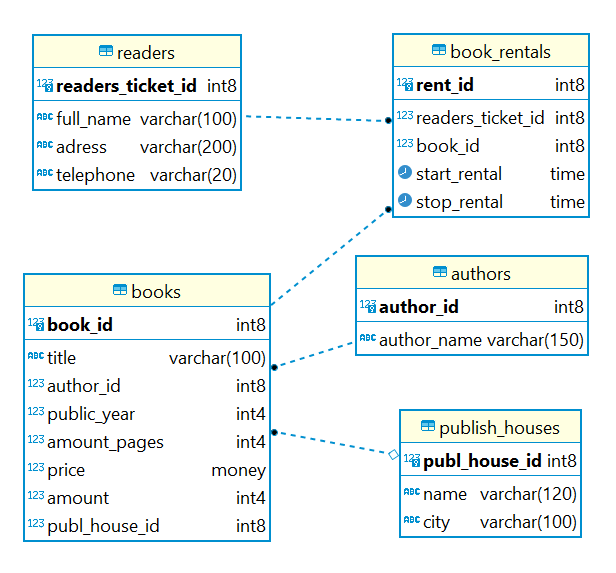 readers
123 readers_ticket_id int8
ABC full_name varchar(100)
ABC adress varchar(200)
ABC telephone varchar(20)
book_rentals
123 rent_id int8
123 readers_ticket_id int8
123 book_id int8
start_rental time
stop_rental time
books
123 book_id int8
ABC title varchar(100)
123 author_id int8
123 public_year int4
123 amount_pages int4
123 price money
123 amount int4
123 publ_house_id int8
authors
123 author_id int8
ABC author_name varchar(150)
publish_houses
123 publ_house_id int8
ABC name varchar(120)
ABC city varchar(100)